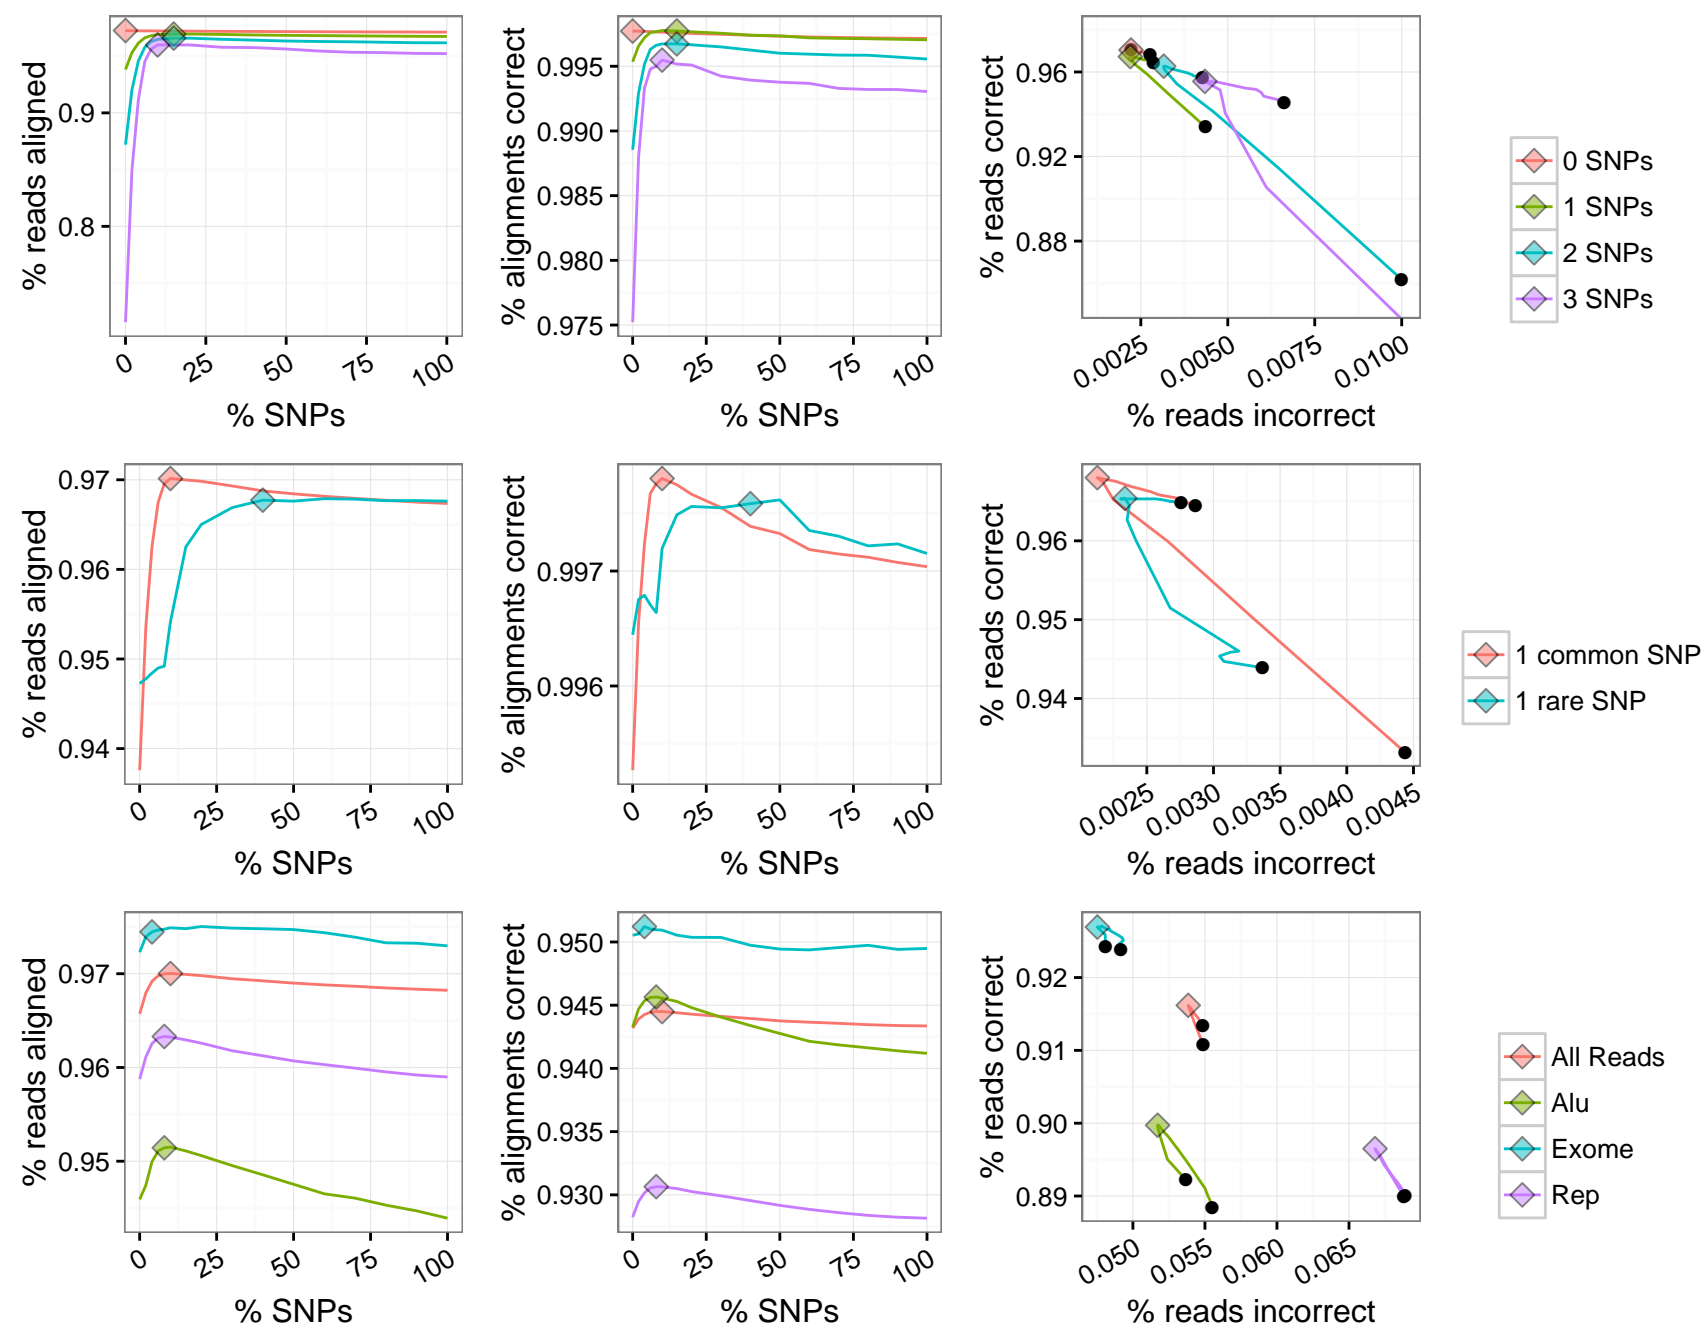 % reads aligned
0.9
0.8
0
25
50
75
100
% SNPs
% alignments correct
0.995
0.990
0.985
0.980
0.975
0
25
50
75
100
% SNPs
% reads correct
0.96
0.92
0.88
0.0025
0.0050
0.0075
0.0100
% reads incorrect
0 SNPs
1 SNPs
2 SNPs
3 SNPs
% reads aligned
0.97
0.96
0.95
0.94
0
25
50
75
100
% SNPs
% alignments correct
0.997
0.996
0
25
50
75
100
% SNPs
% reads correct
0.96
0.95
0.94
0.0025
0.0030
0.0035
0.0040
0.0045
% reads incorrect
1 common SNP
1 rare SNP
% reads aligned
0.97
0.96
0.95
0
25
50
75
100
% SNPs
% alignments correct
0.950
0.945
0.940
0.935
0.930
0
25
50
75
100
% SNPs
% reads correct
0.92
0.91
0.90
0.89
0.050
0.055
0.060
0.065
% reads incorrect
All Reads
Alu
Exome
Rep